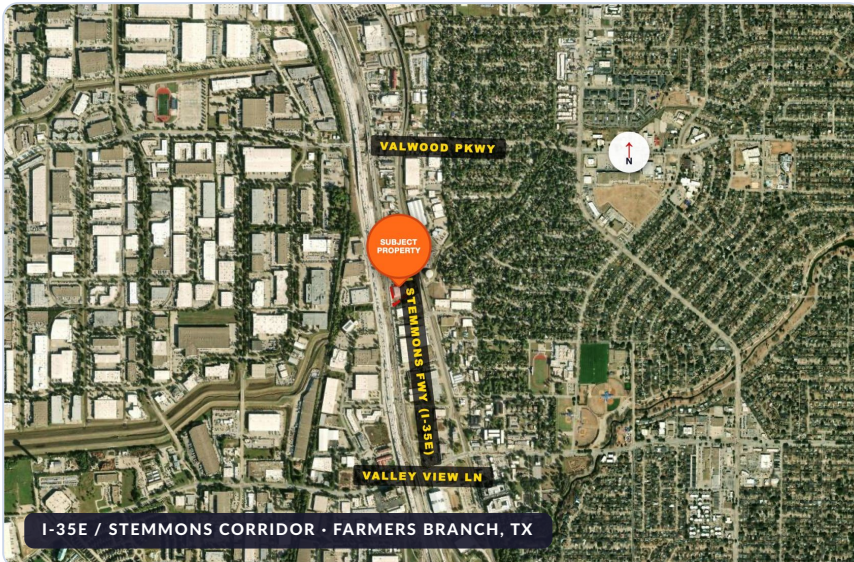 VALWOOD PKWY
N
SUBJECT
PROPERTY
STEMMONS FWY (I-35E)
VALLEY VIEW LN
I-35E / STEMMONS CORRIDOR · FARMERS BRANCH, TX